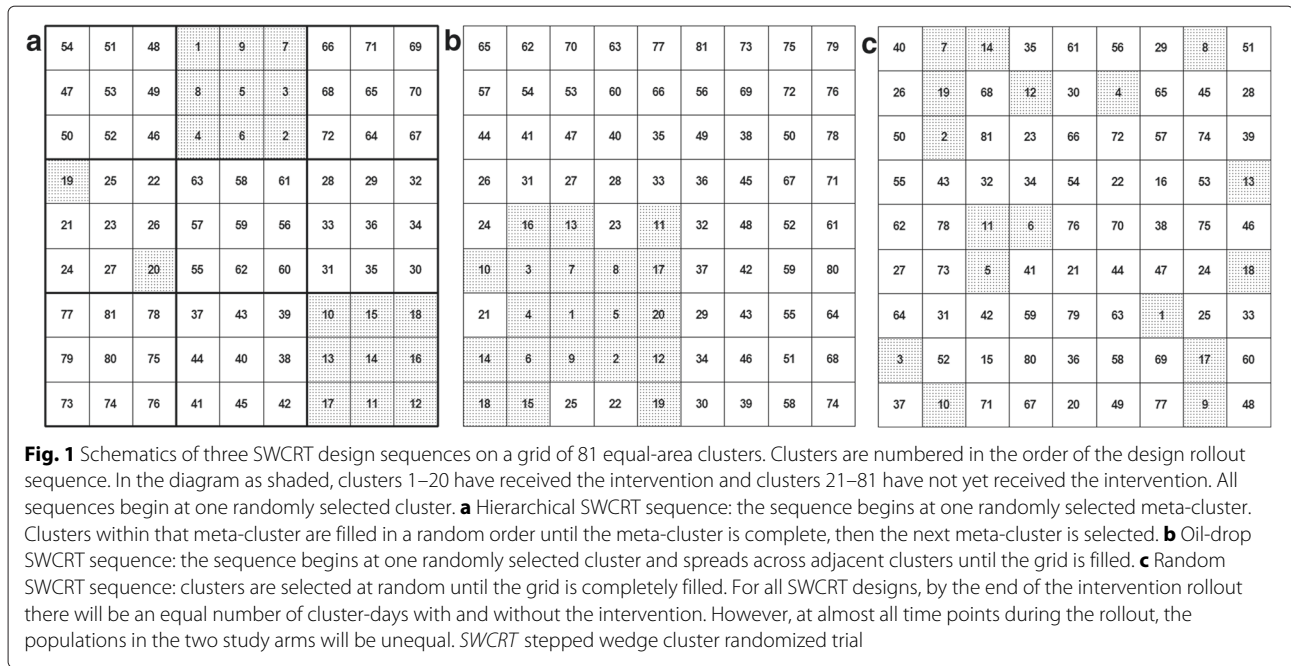 a
54 51 48 1 9 7 66 71 69
47 53 49 8 5 3 68 65 70
50 52 46 4 6 2 72 64 67
19 25 22 63 58 61 28 29 32
21 23 26 57 59 56 33 36 34
24 27 20 55 62 60 31 35 30
77 81 78 37 43 39 10 15 18
79 80 75 44 40 38 13 14 16
73 74 76 41 45 42 17 11 12
b
65 62 70 63 77 81 73 75 79
57 54 53 60 66 56 69 72 76
44 41 47 40 35 49 38 50 78
26 31 27 28 33 36 45 67 71
24 16 13 23 11 32 48 52 61
10 3 7 8 17 37 42 59 80
21 4 1 5 20 29 43 55 64
14 6 9 2 12 34 46 51 68
18 15 25 22 19 30 39 58 74
c
40 7 14 35 61 56 29 8 51
26 19 68 12 30 4 65 45 28
50 2 81 23 66 72 57 74 39
55 43 32 34 54 22 16 53 13
62 78 11 6 76 70 38 75 46
27 73 5 41 21 44 47 24 18
64 31 42 59 79 63 1 25 33
3 52 15 80 36 58 69 17 60
37 10 71 67 20 49 77 9 48
Fig. 1 Schematics of three SWCRT design sequences on a grid of 81 equal-area clusters. Clusters are numbered in the order of the design rollout
sequence. In the diagram as shaded, clusters 1–20 have received the intervention and clusters 21–81 have not yet received the intervention. All
sequences begin at one randomly selected cluster. a Hierarchical SWCRT sequence: the sequence begins at one randomly selected meta-cluster.
Clusters within that meta-cluster are filled in a random order until the meta-cluster is complete, then the next meta-cluster is selected. b Oil-drop
SWCRT sequence: the sequence begins at one randomly selected cluster and spreads across adjacent clusters until the grid is filled. c Random
SWCRT sequence: clusters are selected at random until the grid is completely filled. For all SWCRT designs, by the end of the intervention rollout
there will be an equal number of cluster-days with and without the intervention. However, at almost all time points during the rollout, the
populations in the two study arms will be unequal. SWCRT stepped wedge cluster randomized trial